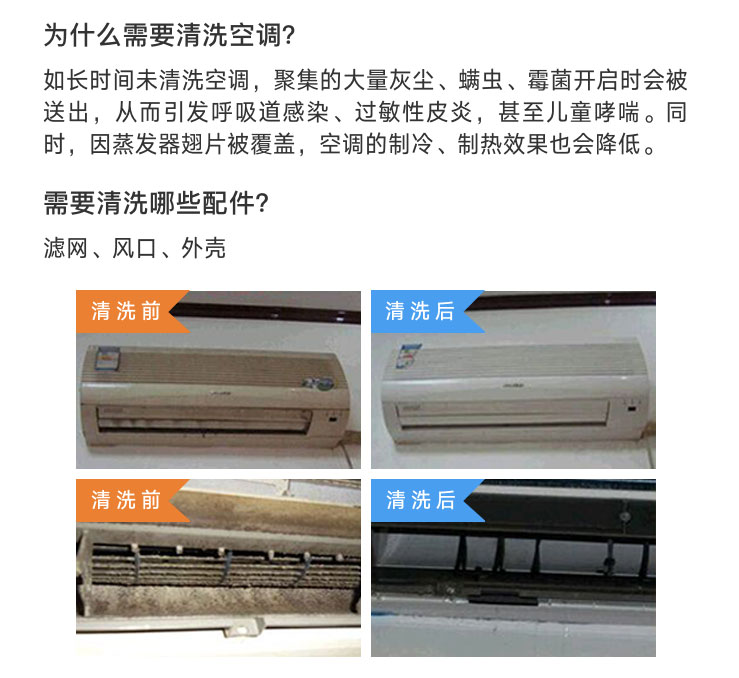 为什么需要清洗空调?
如长时间未清洗空调，聚集的大量灰尘、螨虫、霉菌开启时会被
送出，从而引发呼吸道感染、过敏性皮炎，甚至儿童哮喘。同
时，因蒸发器翅片被覆盖，空调的制冷、制热效果也会降低。
需要清洗哪些配件?
滤网、风口、外壳
清洗前
清洗后
清洗前
清洗后